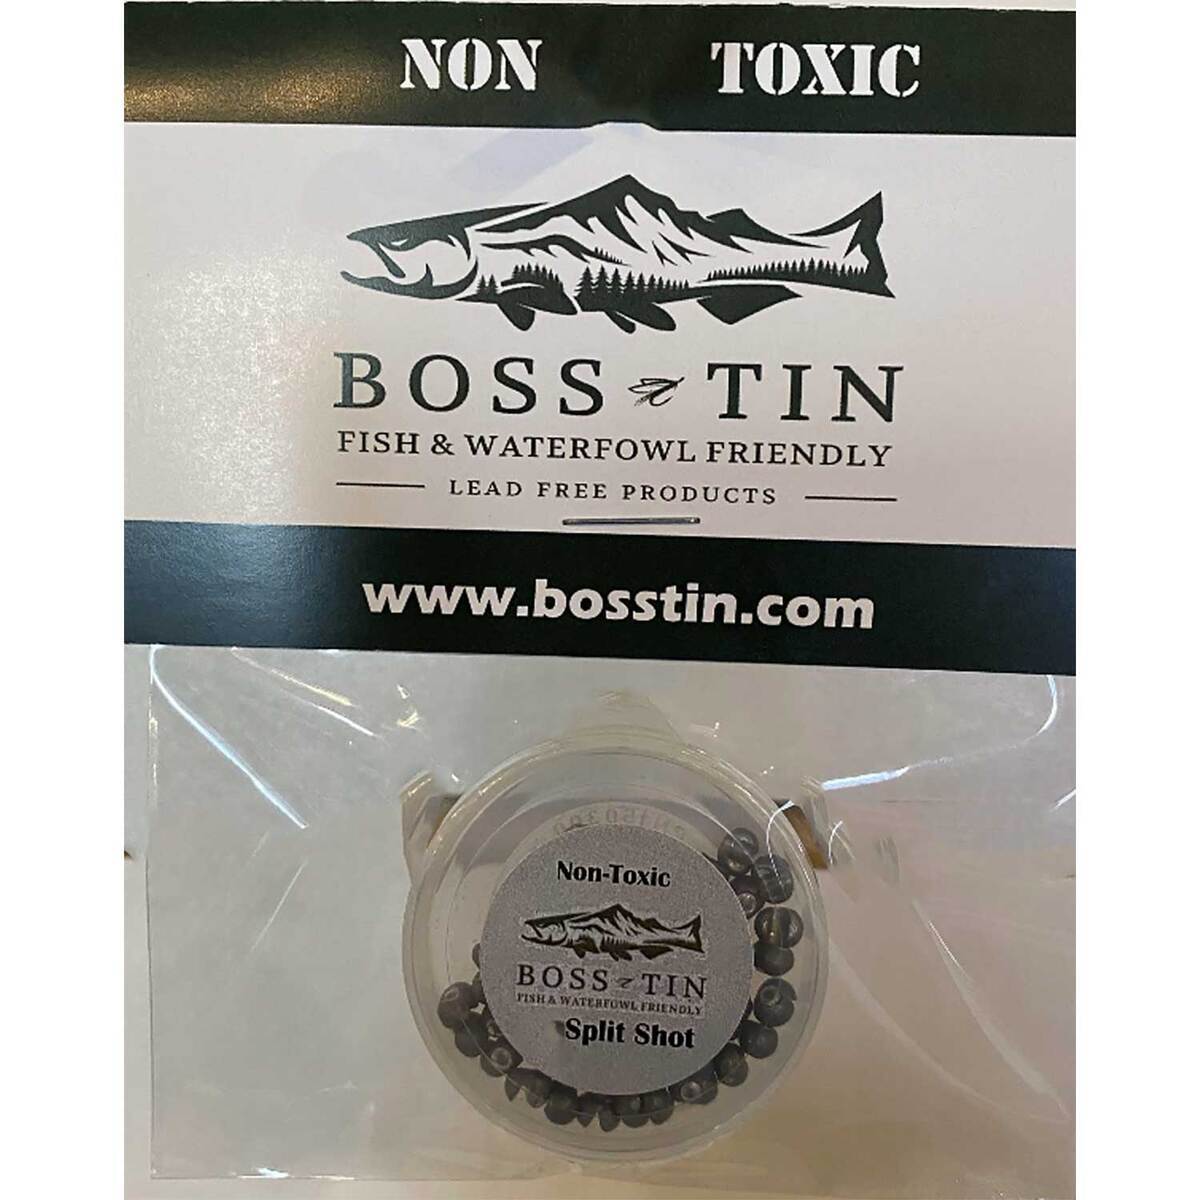 NON TOXIC
BOSS TIN
FISH & WATERFOWL FRIENDLY
LEAD FREE PRODUCTS
www.bosstin.com
Non-Toxic
BOSS TIN
FISH & WATERFOWL FRIENDLY
Split Shot